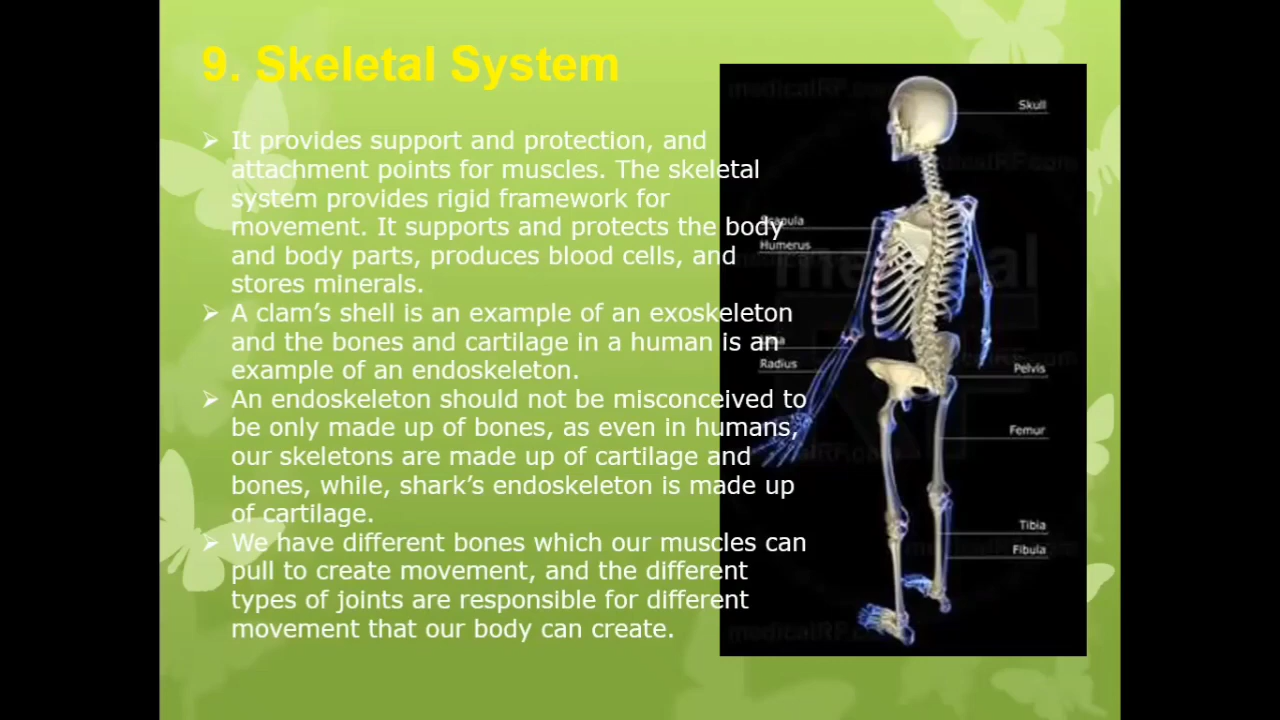 9. Skeletal System
It provides support and protection, and
attachment points for muscles. The skeletal
system provides rigid framework for
movement. It supports and protects the body
and body parts, produces blood cells, and
stores minerals.
A clam’s shell is an example of an exoskeleton
and the bones and cartilage in a human is an
example of an endoskeleton.
An endoskeleton should not be misconceived to
be only made up of bones, as even in humans,
our skeletons are made up of cartilage and
bones, while, shark’s endoskeleton is made up
of cartilage.
We have different bones which our muscles can
pull to create movement, and the different
types of joints are responsible for different
movement that our body can create.
Skull
Scapula
Humerus
Radius
Pelvis
Femur
Tibia
Fibula
medicalRF.com